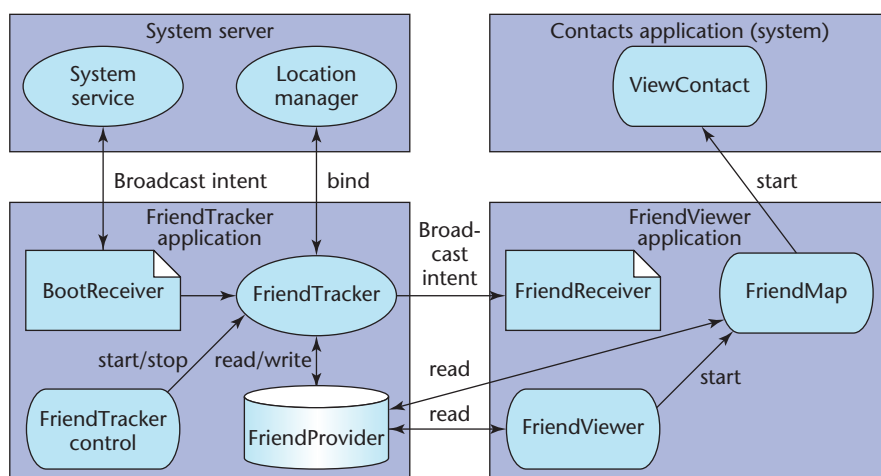 System server
Contacts application (system)
System
service
Location
manager
ViewContact
Broadcast intent
bind
start
FriendTracker
application
Broad-
cast
intent
FriendViewer
application
BootReceiver
FriendTracker
FriendReceiver
FriendMap
start/stop
read/write
read
start
FriendTracker
control
FriendProvider
read
FriendViewer